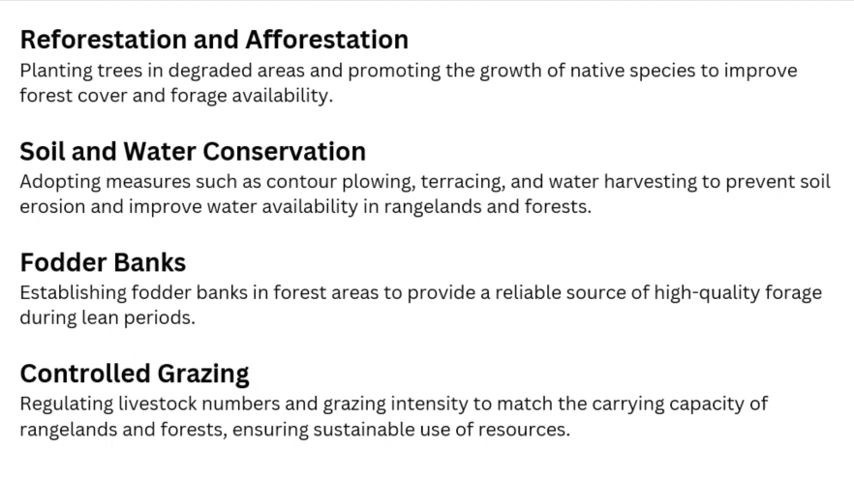 Reforestation and Afforestation
Planting trees in degraded areas and promoting the growth of native species to improve
forest cover and forage availability.
Soil and Water Conservation
Adopting measures such as contour plowing, terracing, and water harvesting to prevent soil
erosion and improve water availability in rangelands and forests.
Fodder Banks
Establishing fodder banks in forest areas to provide a reliable source of high-quality forage
during lean periods.
Controlled Grazing
Regulating livestock numbers and grazing intensity to match the carrying capacity of
rangelands and forests, ensuring sustainable use of resources.